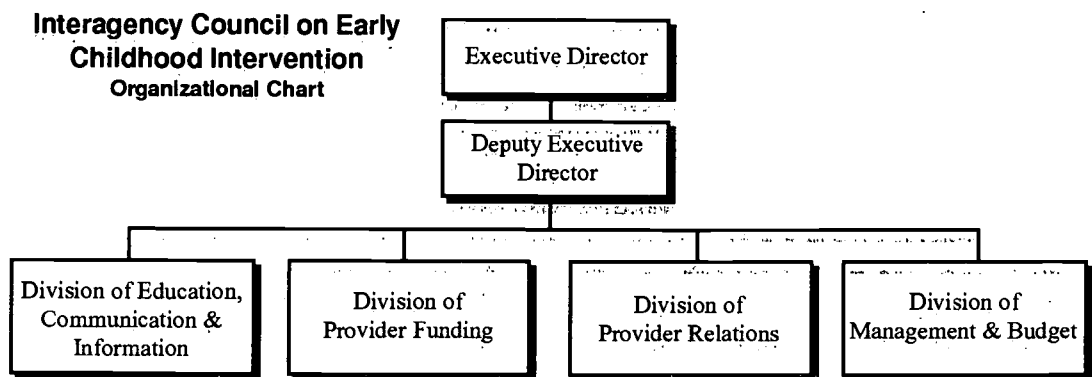 Interagency Council on Early
Childhood Intervention
Organizational Chart
Executive Director
Deputy Executive
Director
Division of Education,
Communication &
Information
Division of
Provider Funding
Division of
Provider Relations
Division of
Management & Budget